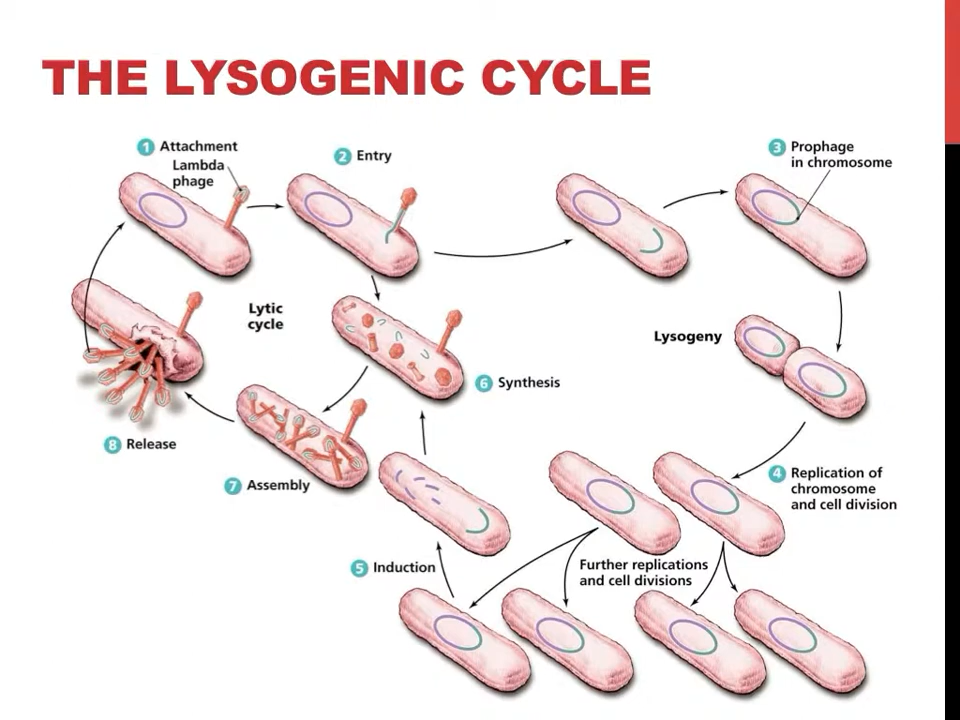 THE LYSOGENIC CYCLE
1 Attachment
Lambda
phage
2 Entry
3 Prophage
in chromosome
Lytic
cycle
Lysogeny
6 Synthesis
8 Release
7 Assembly
4 Replication of
chromosome
and cell division
5 Induction
Further replications
and cell divisions